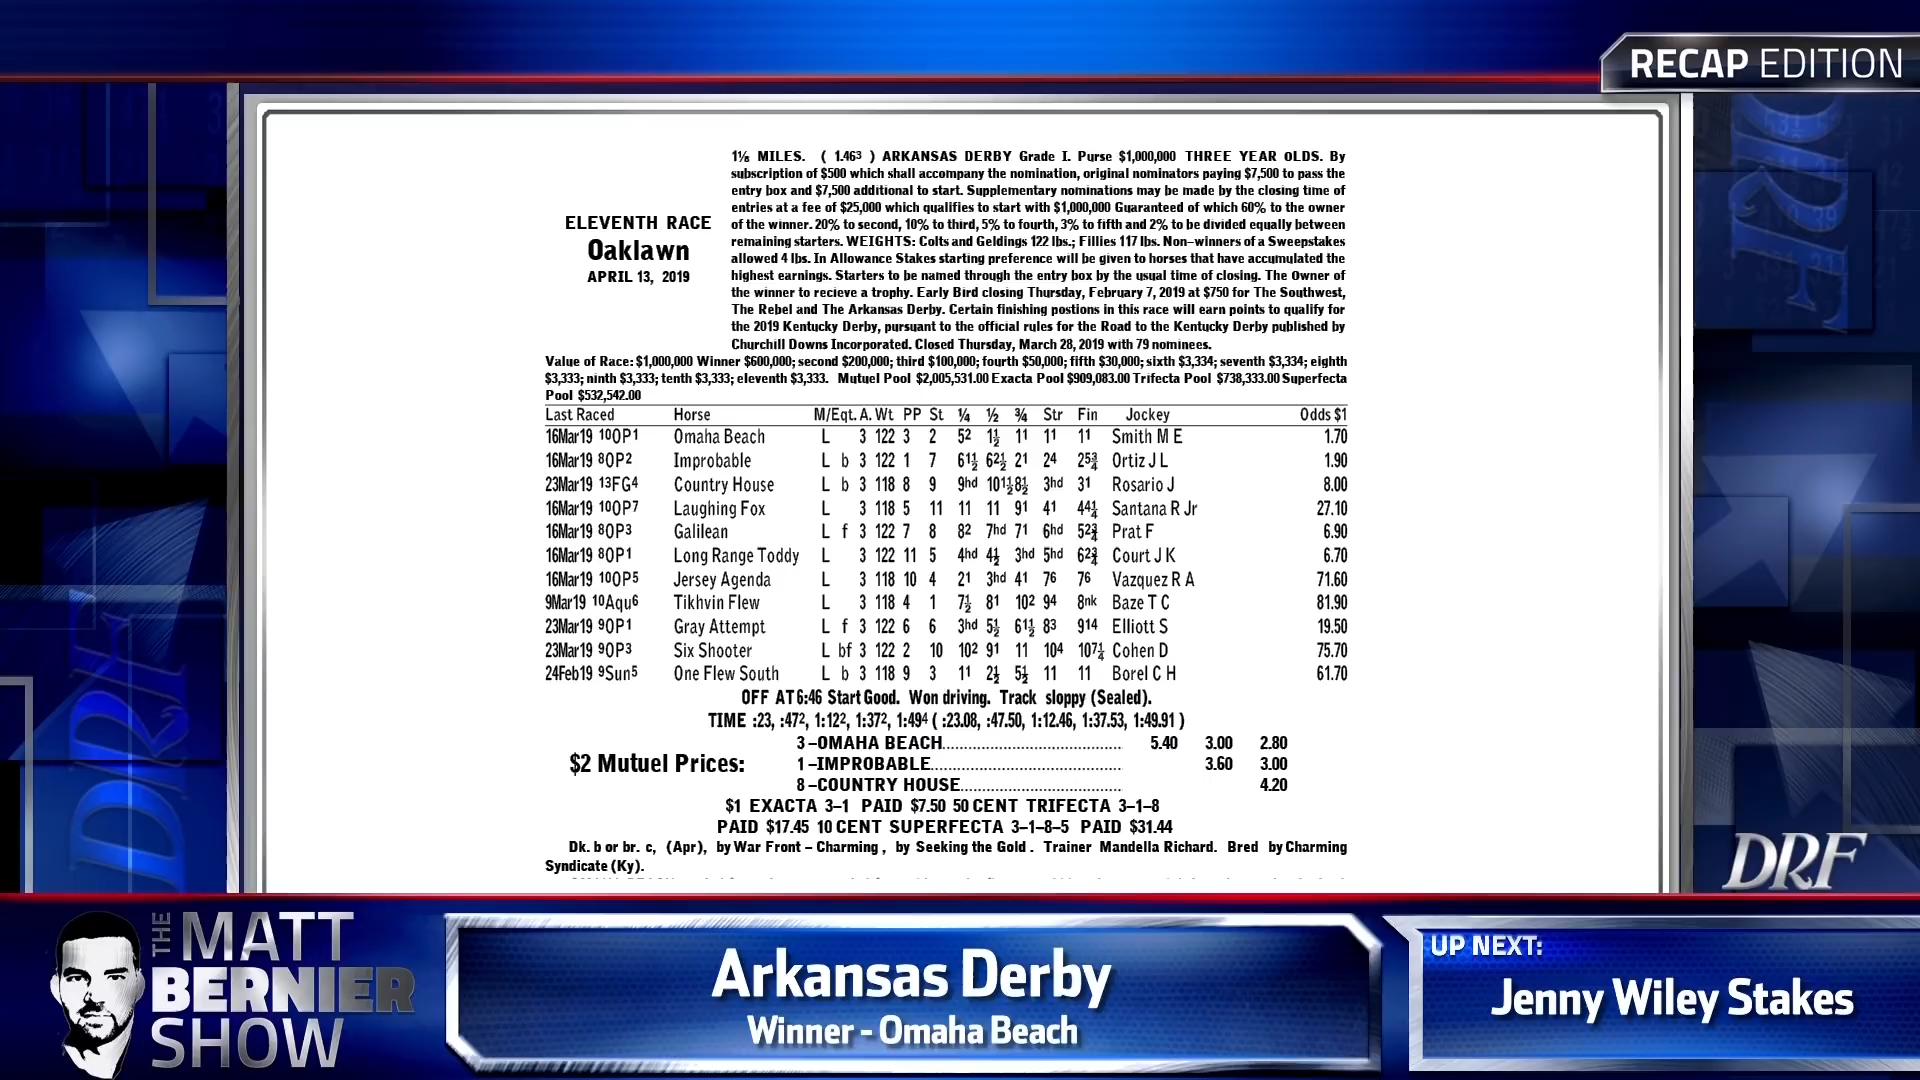 RECAP EDITION
1⅛ MILES. ( 1.46³ ) ARKANSAS DERBY Grade I. Purse $1,000,000 THREE YEAR OLDS. By
subscription of $500 which shall accompany the nomination, original nominators paying $7,500 to pass the
entry box and $7,500 additional to start. Supplementary nominations may be made by the closing time of
entries at a fee of $25,000 which qualifies to start with $1,000,000 Guaranteed of which 60% to the owner
of the winner. 20% to second, 10% to third, 5% to fourth, 3% to fifth and 2% to be divided equally between
remaining starters. WEIGHTS: Colts and Geldings 122 lbs.; Fillies 117 lbs. Non-winners of a Sweepstakes
allowed 4 lbs. In Allowance Stakes starting preference will be given to horses that have accumulated the
highest earnings. Starters to be named through the entry box by the usual time of closing. The Owner of
the winner to recieve a trophy. Early Bird closing Thursday, February 7, 2019 at $750 for The Southwest,
The Rebel and The Arkansas Derby. Certain finishing postions in this race will earn points to qualify for
the 2019 Kentucky Derby, pursuant to the official rules for the Road to the Kentucky Derby published by
Churchill Downs Incorporated. Closed Thursday, March 28, 2019 with 79 nominees.
ELEVENTH RACE
Oaklawn
APRIL 13, 2019
Value of Race: $1,000,000 Winner $600,000; second $200,000; third $100,000; fourth $50,000; fifth $30,000; sixth $3,334; seventh $3,334; eighth
$3,333; ninth $3,333; tenth $3,333; eleventh $3,333. Mutuel Pool $2,005,531.00 Exacta Pool $909,083.00 Trifecta Pool $738,333.00 Superfecta
Pool $532,542.00
Last Raced Horse M/Eqt. A. Wt PP St ¼ ½ ¾ Str Fin Jockey Odds $1
16Mar19 ¹⁰OP¹ Omaha Beach L 3 122 3 2 5² 1½ 1¹ 1¹ 1¹ Smith M E 1.70
16Mar19 ⁸OP² Improbable L b 3 122 1 7 6¹½ 6²½ 2¹ 2⁴ 2⁵¾ Ortiz J L 1.90
23Mar19 ¹³FG⁴ Country House L b 3 118 8 9 9hd 10¹½ 8½ 3hd 3¹ Rosario J 8.00
16Mar19 ¹⁰OP⁷ Laughing Fox L 3 118 5 11 11 11 9¹ 4¹ 4⁴¼ Santana R Jr 27.10
16Mar19 ⁸OP³ Galilean L f 3 122 7 8 8² 7hd 7¹ 6hd 5²¾ Prat F 6.90
16Mar19 ⁸OP¹ Long Range Toddy L 3 122 11 5 4hd 4½ 3hd 5hd 6²¾ Court J K 6.70
16Mar19 ¹⁰OP⁵ Jersey Agenda L 3 118 10 4 2¹ 3hd 4¹ 7⁶ 7⁶ Vazquez R A 71.60
9Mar19 ¹⁰Aqu⁶ Tikhvin Flew L 3 118 4 1 7½ 8¹ 10² 9⁴ 8nk Baze T C 81.90
23Mar19 ⁹OP¹ Gray Attempt L f 3 122 6 6 3hd 5½ 6¹½ 8³ 9¹⁴ Elliott S 19.50
23Mar19 ⁹OP³ Six Shooter L bf 3 122 2 10 10² 9¹ 11 10⁴ 10⁷¼ Cohen D 75.70
24Feb19 ⁹Sun⁵ One Flew South L b 3 118 9 3 1¹ 2½ 5½ 11 11 Borel C H 61.70
OFF AT 6:46 Start Good. Won driving. Track sloppy (Sealed).
TIME :23, :47², 1:12², 1:37², 1:49⁴ ( :23.08, :47.50, 1:12.46, 1:37.53, 1:49.91 )
$2 Mutuel Prices:
3 –OMAHA BEACH........................................ 5.40 3.00 2.80
1 –IMPROBABLE........................................ 3.60 3.00
8 –COUNTRY HOUSE.................................... 4.20
$1 EXACTA 3–1 PAID $7.50 50 CENT TRIFECTA 3–1–8
PAID $17.45 10 CENT SUPERFECTA 3–1–8–5 PAID $31.44
Dk. b or br. c, (Apr), by War Front – Charming , by Seeking the Gold . Trainer Mandella Richard. Bred by Charming
Syndicate (Ky).
DRF
DRF
DRF
THE MATT BERNIER SHOW
Arkansas Derby
Winner - Omaha Beach
UP NEXT:
Jenny Wiley Stakes